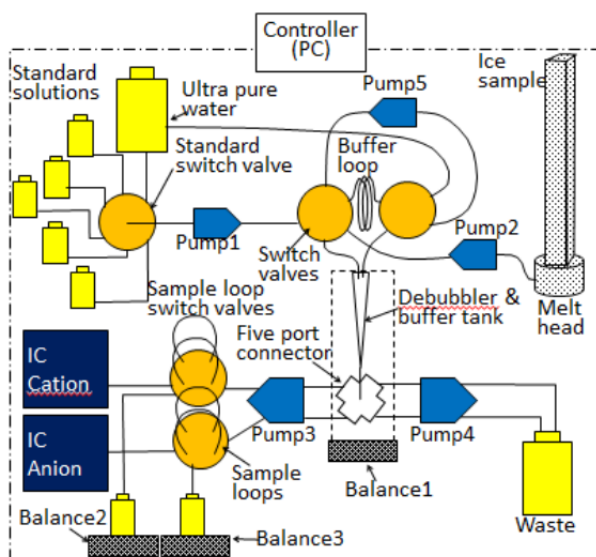 Controller
(PC)
Standard
solutions
Ultra pure
water
Standard
switch valve
Pump5
Buffer
loop
Ice
sample
Pump1
Switch
valves
Pump2
Melt
head
Sample loop
switch valves
Debubbler &
buffer tank
Five port
connector
IC
Cation
IC
Anion
Pump3
Pump4
Sample
loops
Balance1
Waste
Balance2
Balance3